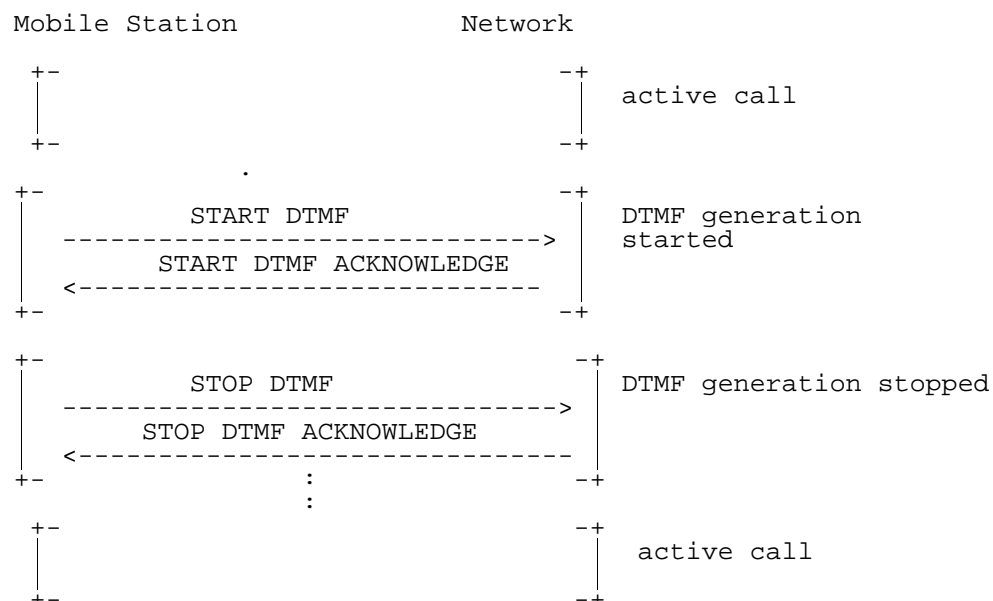 Mobile Station Network
active call
START DTMF DTMF generation
started
START DTMF ACKNOWLEDGE
STOP DTMF DTMF generation stopped
STOP DTMF ACKNOWLEDGE
:
:
active call